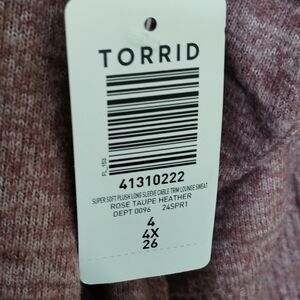 TORRID
FL_153
41310222
SUPER SOFT PLUSH LONG SLEEVE CABLE TRIM LOUNGE SWEAT
ROSE TAUPE HEATHER
DEPT 0096 24SPR1
4
4X
26